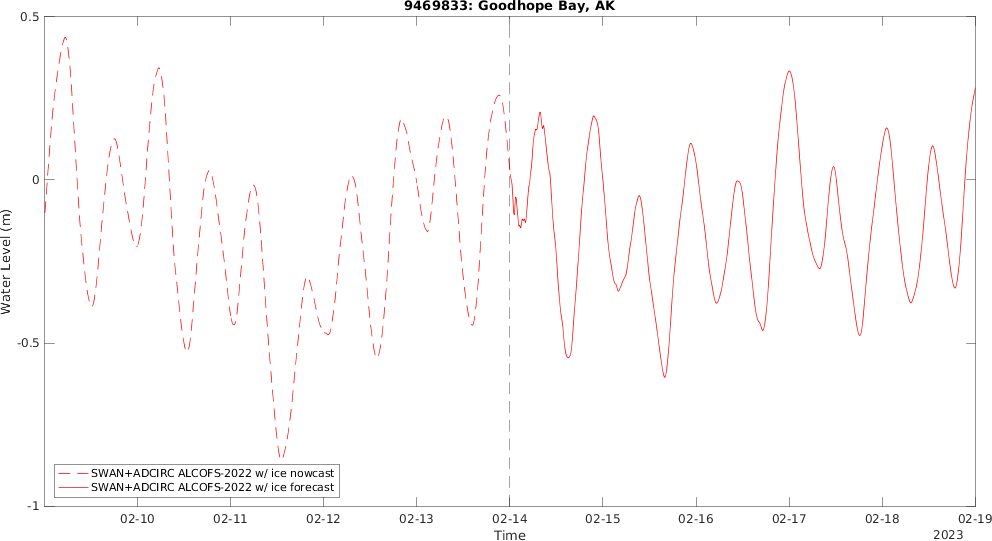 9469833: Goodhope Bay, AK
0.5
0
-0.5
-1
Water Level (m)
SWAN+ADCIRC ALCOFS-2022 w/ ice nowcast
SWAN+ADCIRC ALCOFS-2022 w/ ice forecast
02-10 02-11 02-12 02-13 02-14 02-15 02-16 02-17 02-18 02-19
Time
2023